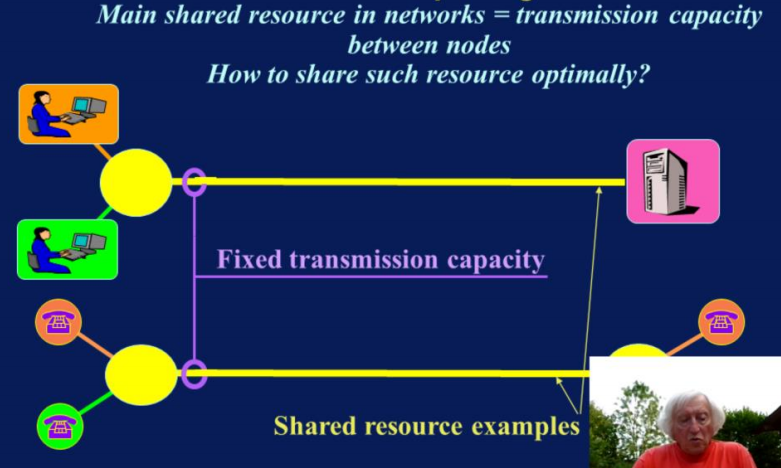 Main shared resource in networks = transmission capacity
between nodes
How to share such resource optimally?
Fixed transmission capacity
Shared resource examples